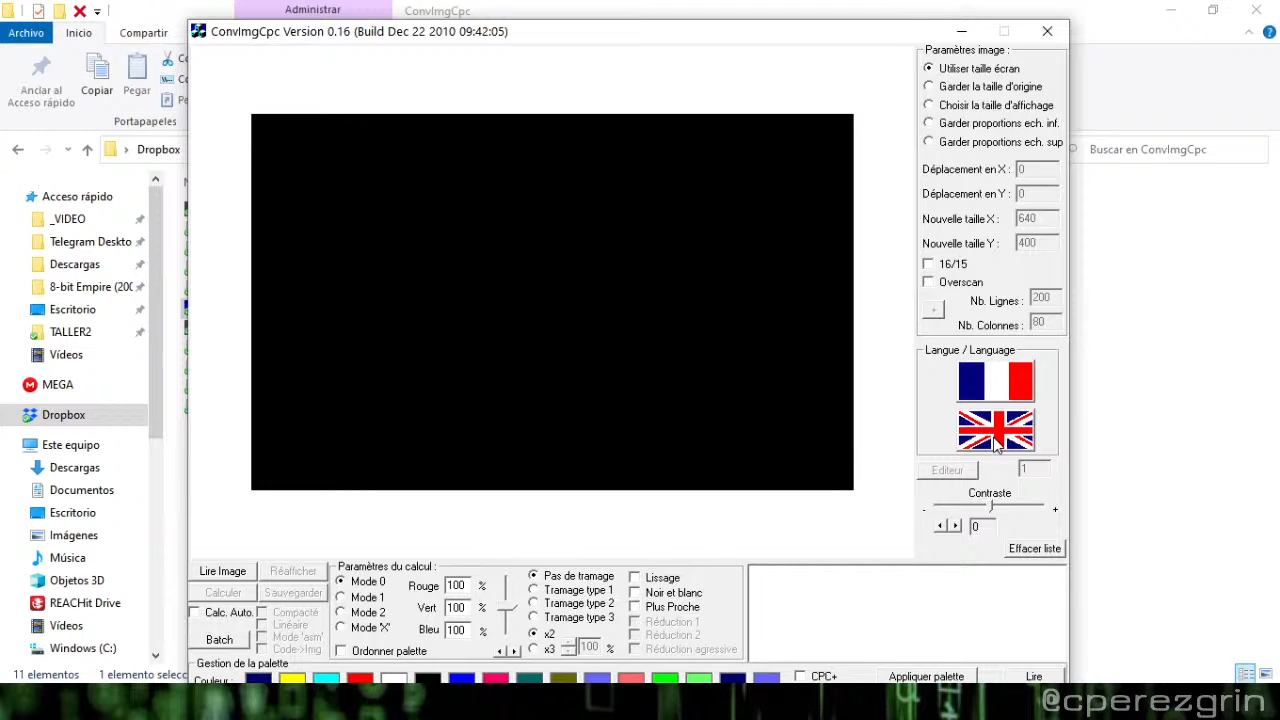 Administrar
ConvImgCpc
Archivo
Inicio
Compartir
Anclar al
Acceso rápido
Copiar
Pegar
Portapapeles
Dropbox
Buscar en ConvImgCpc
Acceso rápido
_VIDEO
Telegram Deskto
Descargas
8-bit Empire (200
Escritorio
TALLER2
Vídeos
MEGA
Dropbox
Este equipo
Descargas
Documentos
Escritorio
Imágenes
Música
Objetos 3D
REACHit Drive
Vídeos
Windows (C:)
11 elementos
1 elemento selecc
ConvImgCpc Version 0.16 (Build Dec 22 2010 09:42:05)
Paramètres image :
Utiliser taille écran
Garder la taille d'origine
Choisir la taille d'affichage
Garder proportions ech. inf.
Garder proportions ech. sup
Déplacement en X : 0
Déplacement en Y : 0
Nouvelle taille X : 640
Nouvelle taille Y : 400
16/15
Overscan
Nb. Lignes : 200
+
Nb. Colonnes : 80
Langue / Language
Editeur
1
Contraste
- +
0
Effacer liste
Lire Image
Réafficher
Calculer
Sauvegarder
Calc. Auto.
Compacté
Linéaire
Mode 'asm'
Code->Img
Batch
Paramètres du calcul :
Mode 0
Mode 1
Mode 2
Mode 'X'
Ordonner palette
Rouge 100 %
Vert 100 %
Bleu 100 %
Pas de tramage
Tramage type 1
Tramage type 2
Tramage type 3
x2
x3
100 %
Lissage
Noir et blanc
Plus Proche
Réduction 1
Réduction 2
Réduction agressive
Gestion de la palette
Couleur :
CPC+
Appliquer palette
Lire
@cperezgrin